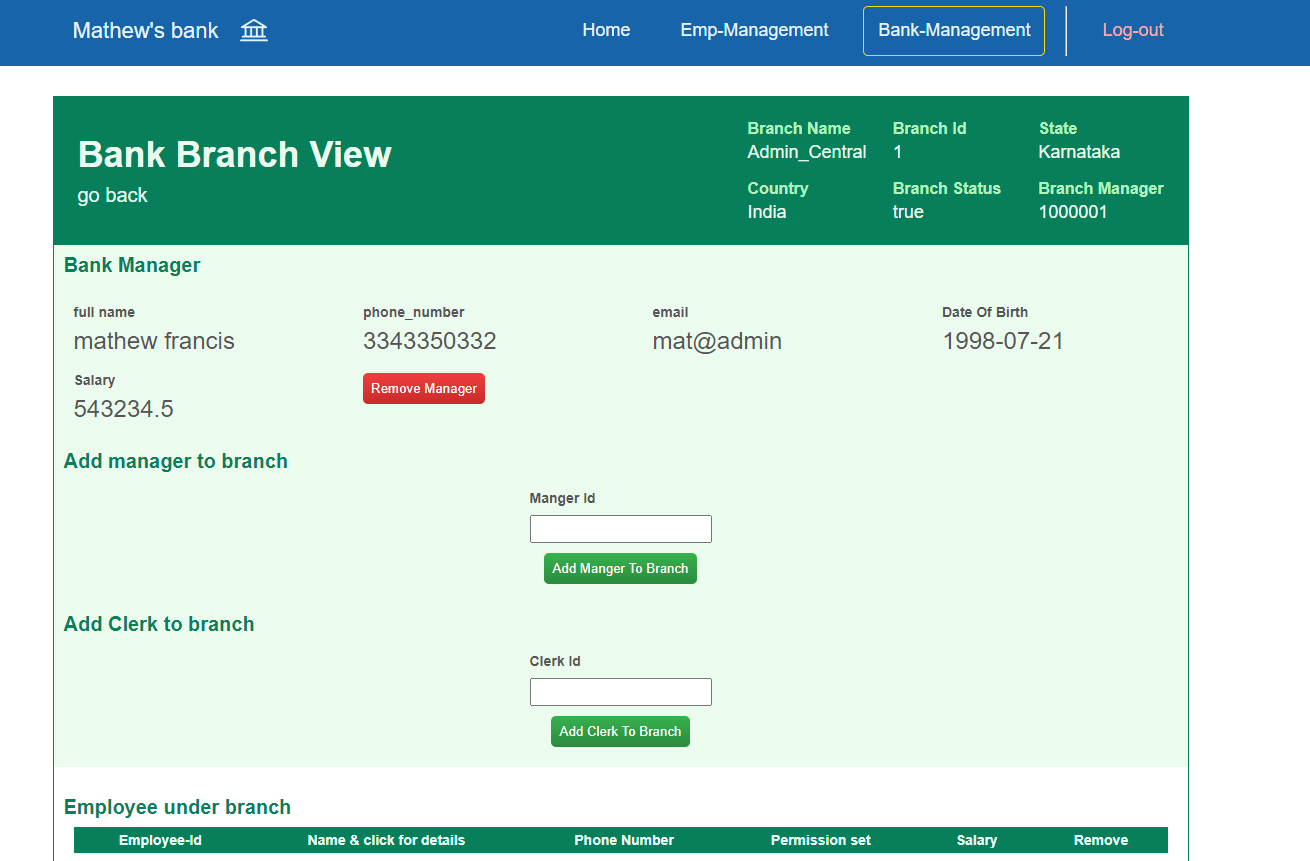 Mathew's bank
Home
Emp-Management
Bank-Management
Log-out
Bank Branch View
go back
Branch Name
Admin_Central
Branch Id
1
State
Karnataka
Country
India
Branch Status
true
Branch Manager
1000001
Bank Manager
full name
mathew francis
phone_number
3343350332
email
mat@admin
Date Of Birth
1998-07-21
Salary
543234.5
Remove Manager
Add manager to branch
Manger Id
Add Manger To Branch
Add Clerk to branch
Clerk Id
Add Clerk To Branch
Employee under branch
Employee-Id Name & click for details Phone Number Permission set Salary Remove